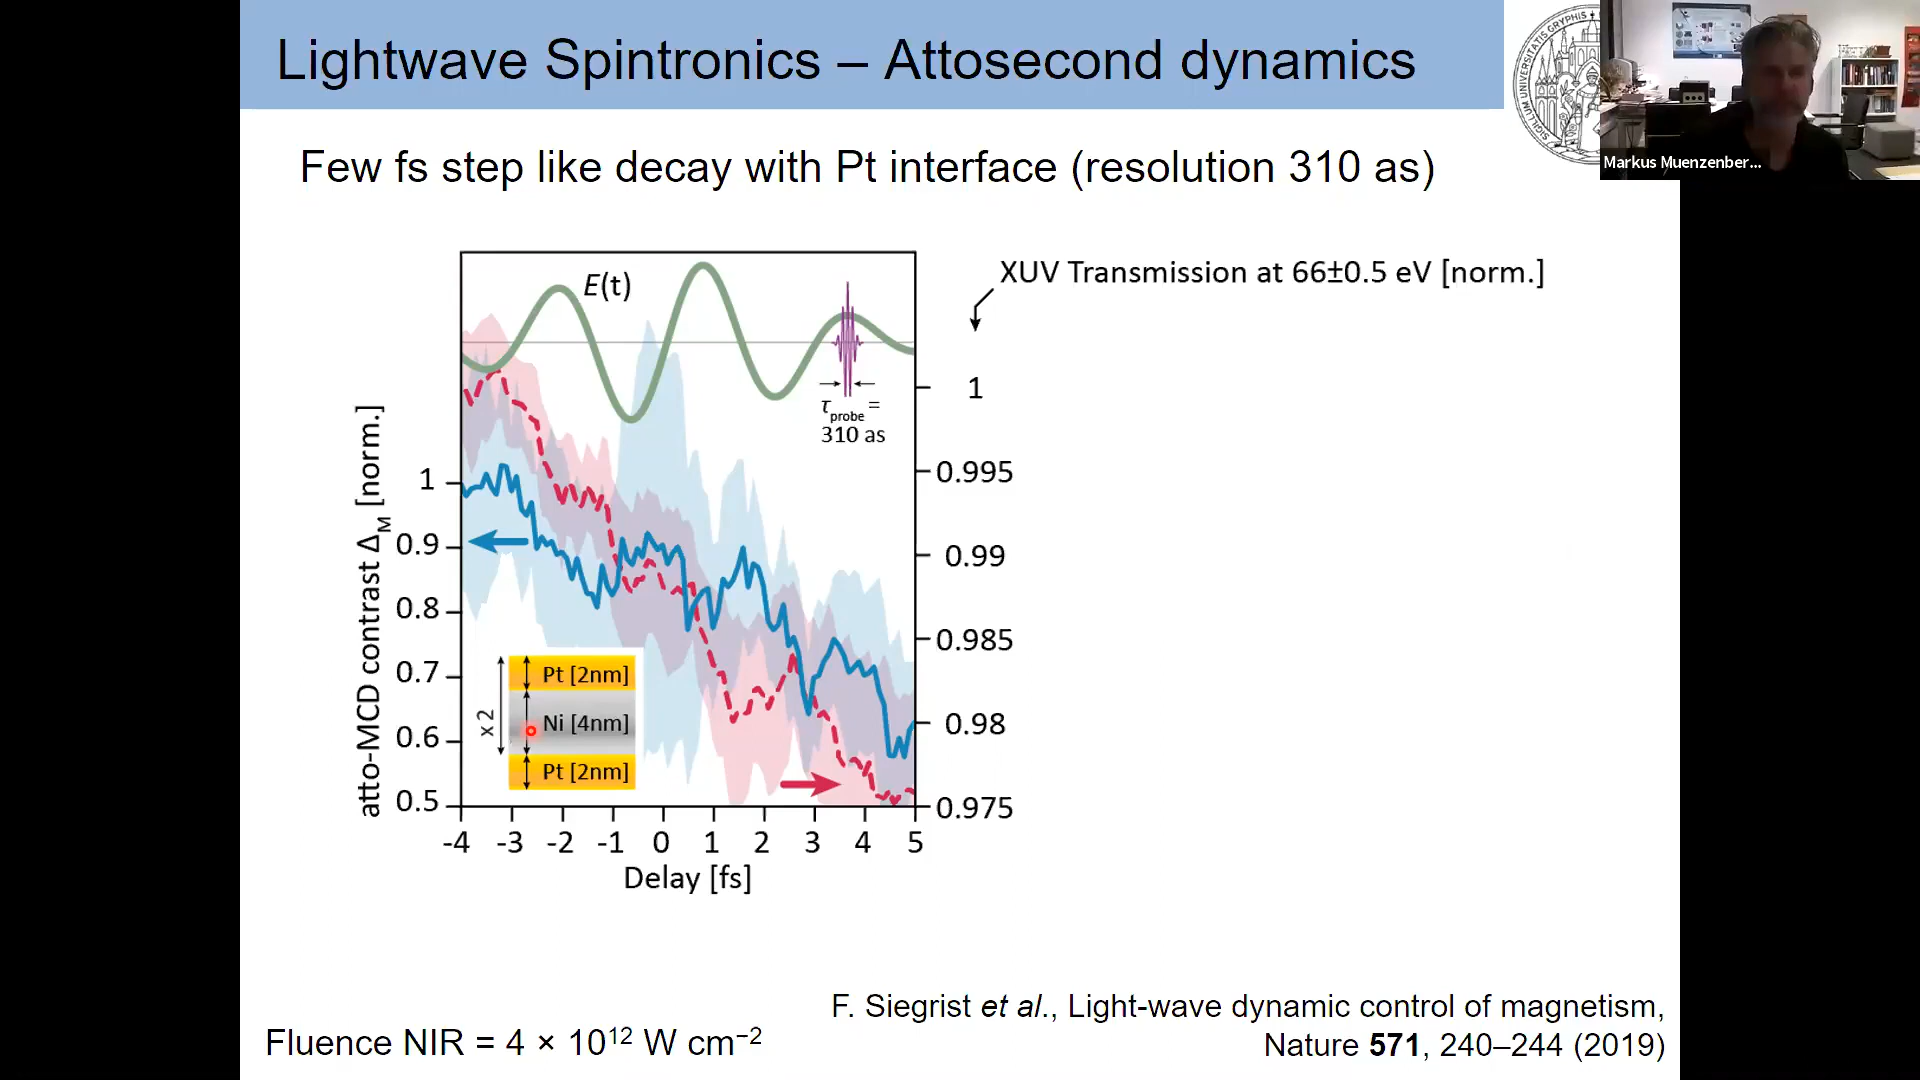 Lightwave Spintronics – Attosecond dynamics
Markus Muenzenber...
Few fs step like decay with Pt interface (resolution 310 as)
XUV Transmission at 66±0.5 eV [norm.]
E(t)
τprobe =
310 as
atto-MCD contrast ΔM [norm.]
1
0.9
0.8
0.7
0.6
0.5
1
0.995
0.99
0.985
0.98
0.975
x 2
Pt [2nm]
Ni [4nm]
Pt [2nm]
-4 -3 -2 -1 0 1 2 3 4 5
Delay [fs]
F. Siegrist et al., Light-wave dynamic control of magnetism,
Nature 571, 240–244 (2019)
Fluence NIR = 4 × 10¹² W cm⁻²